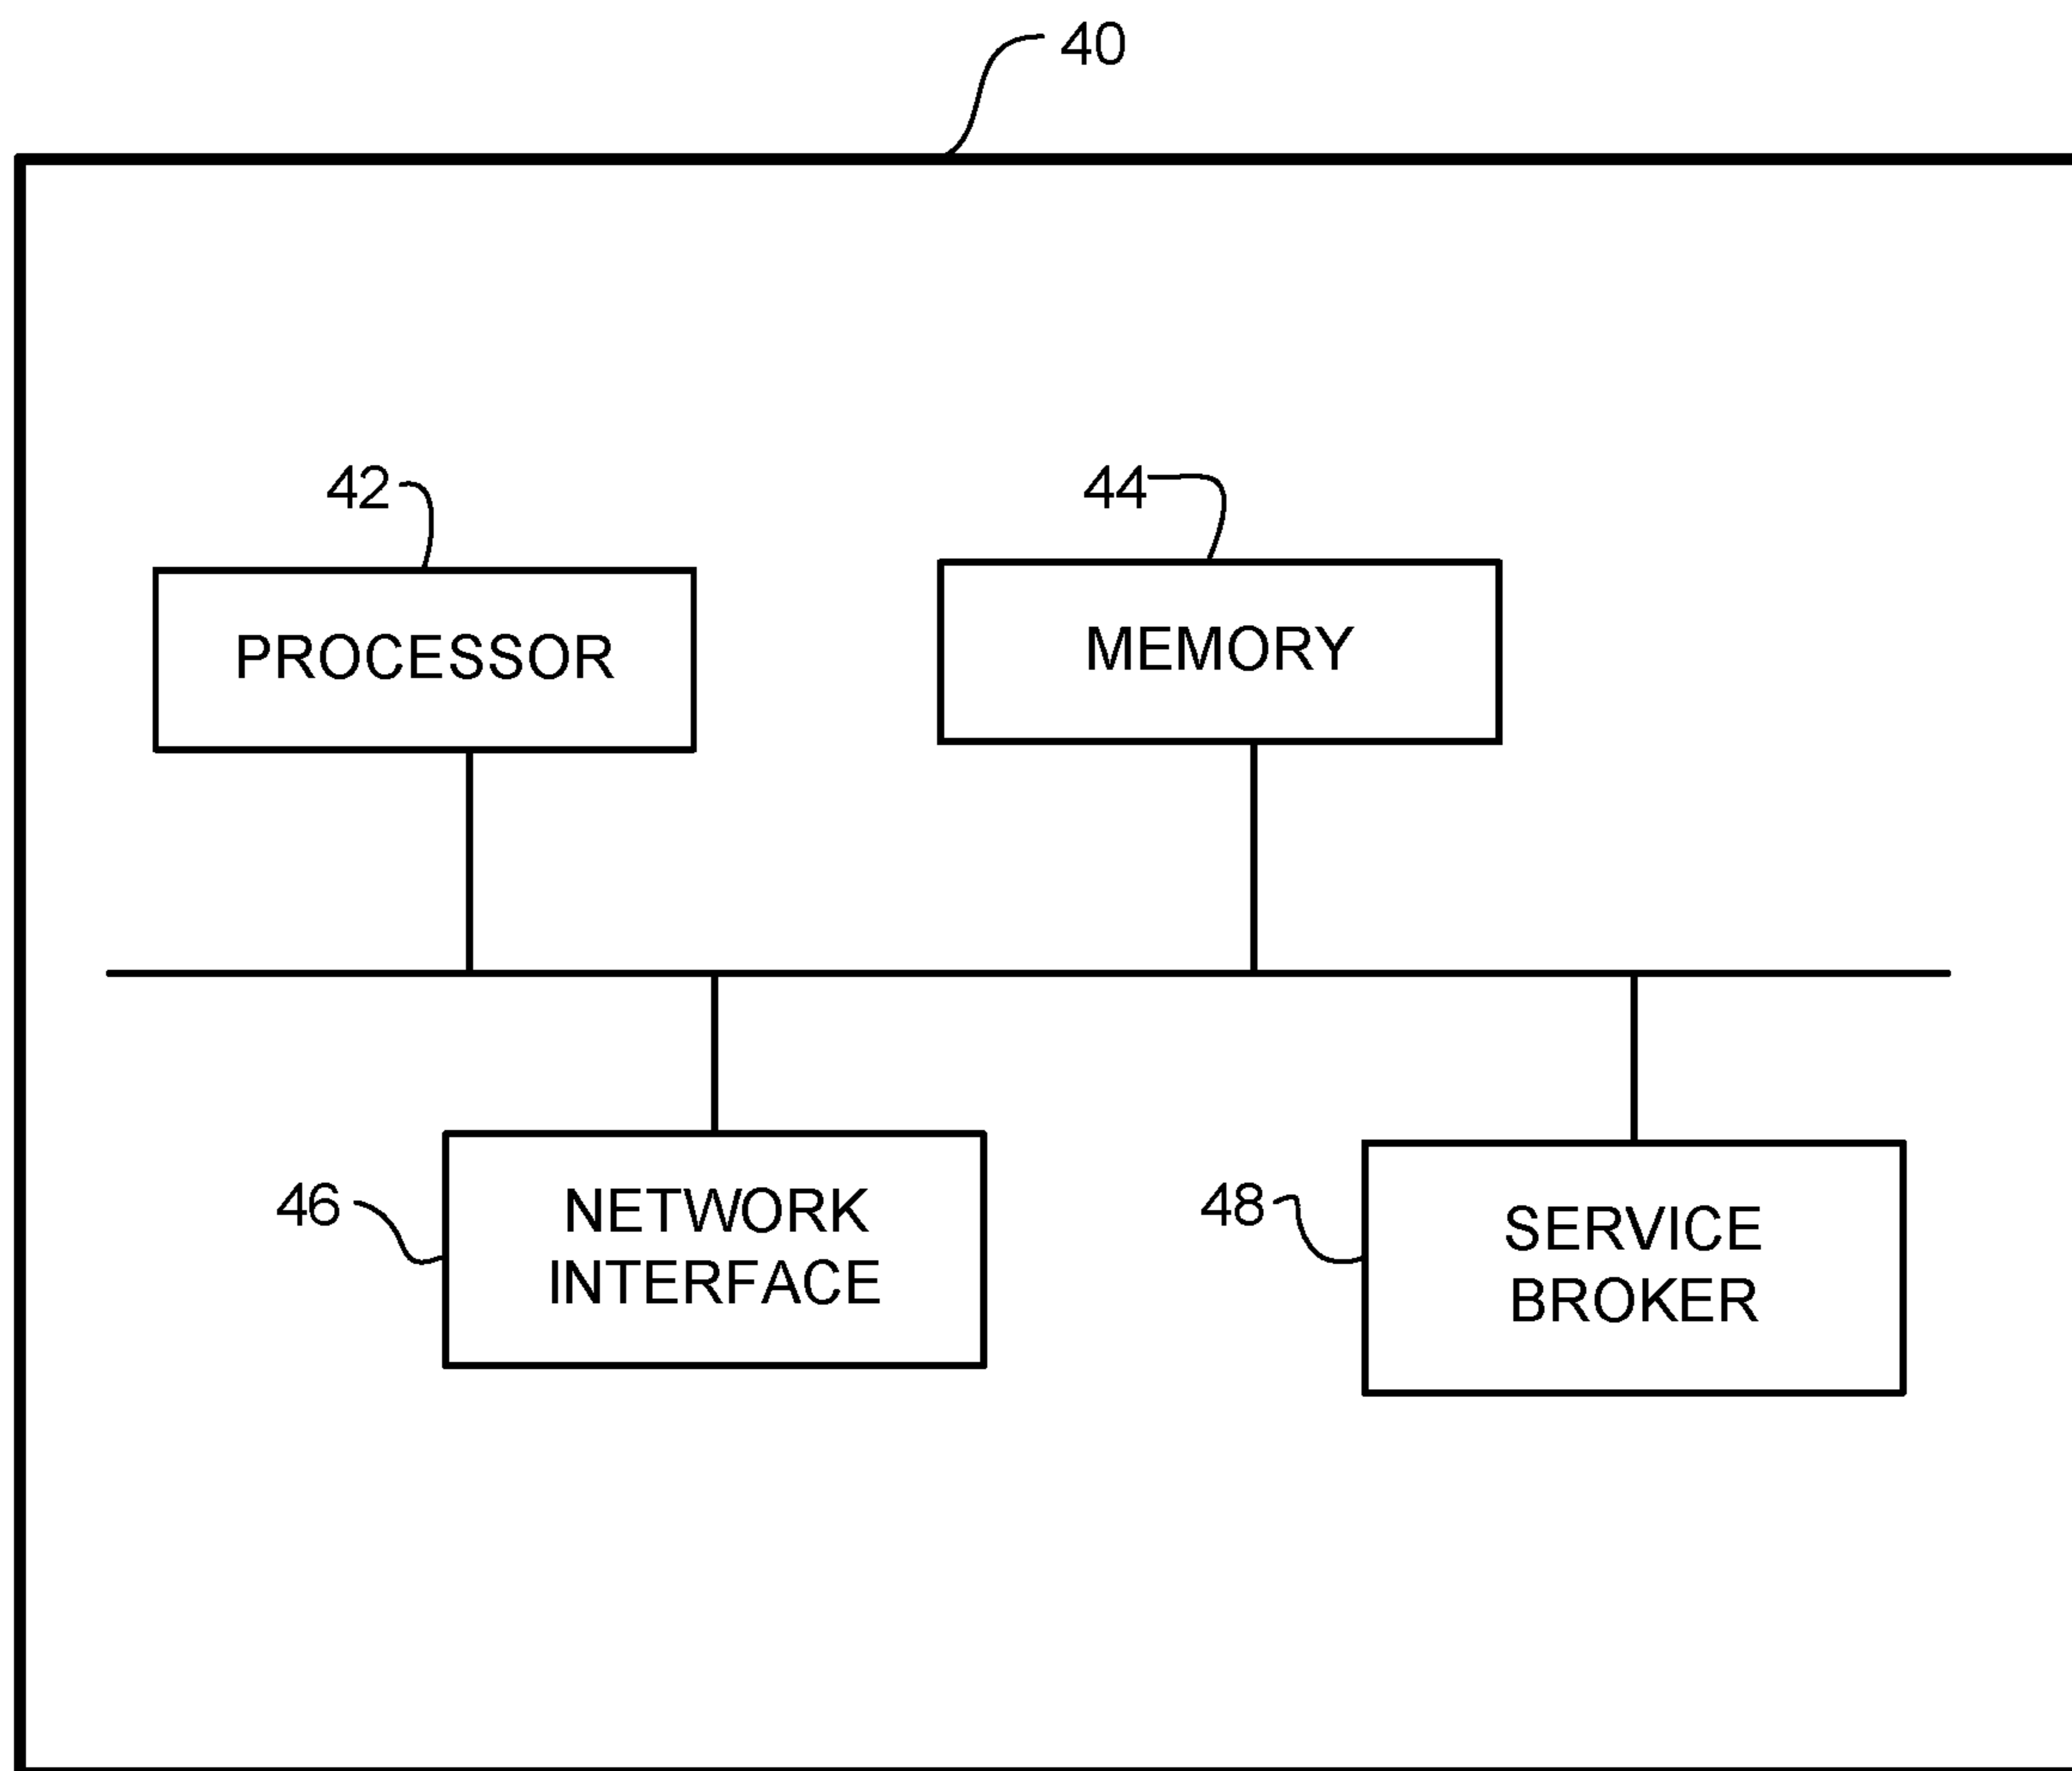 40
42
44
PROCESSOR
MEMORY
46
NETWORK
INTERFACE
48
SERVICE
BROKER